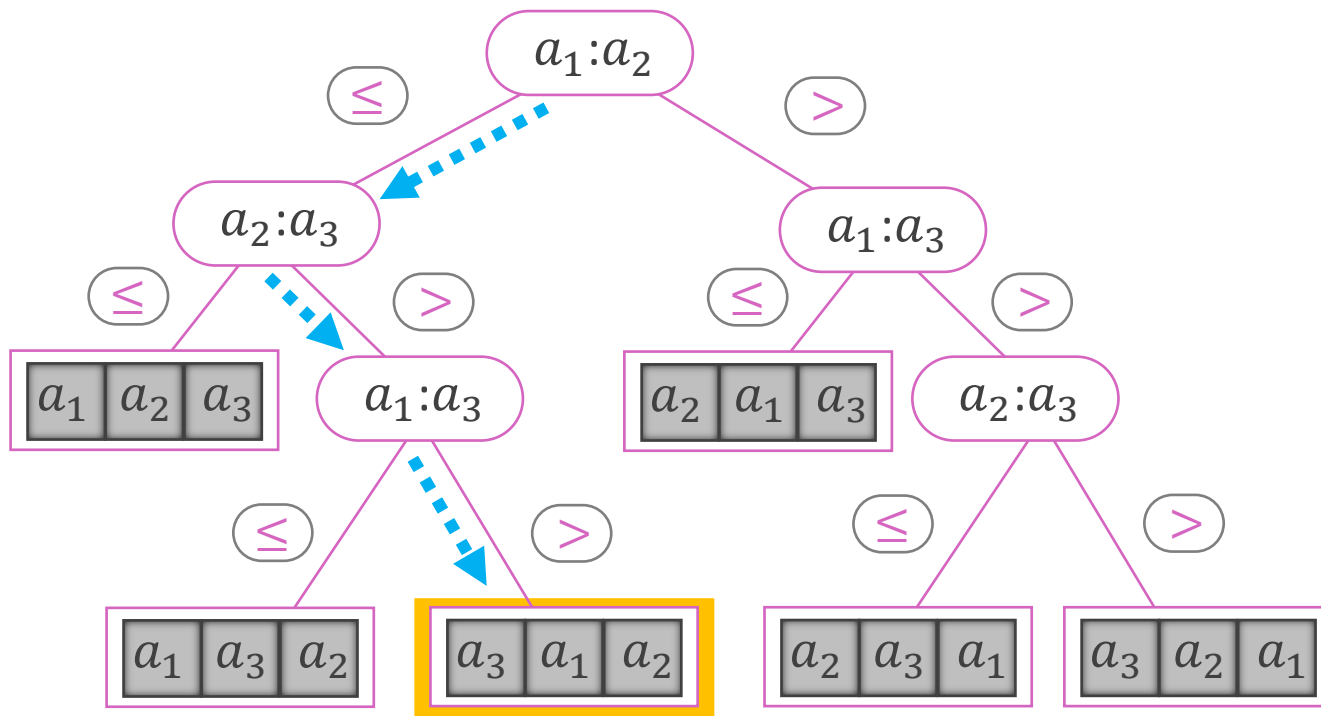 a₁:a₂
≤ >
a₂:a₃ a₁:a₃
≤ > ≤ >
a₁ a₂ a₃ a₁:a₃ a₂ a₁ a₃ a₂:a₃
≤ > ≤ >
a₁ a₃ a₂ a₃ a₁ a₂ a₂ a₃ a₁ a₃ a₂ a₁